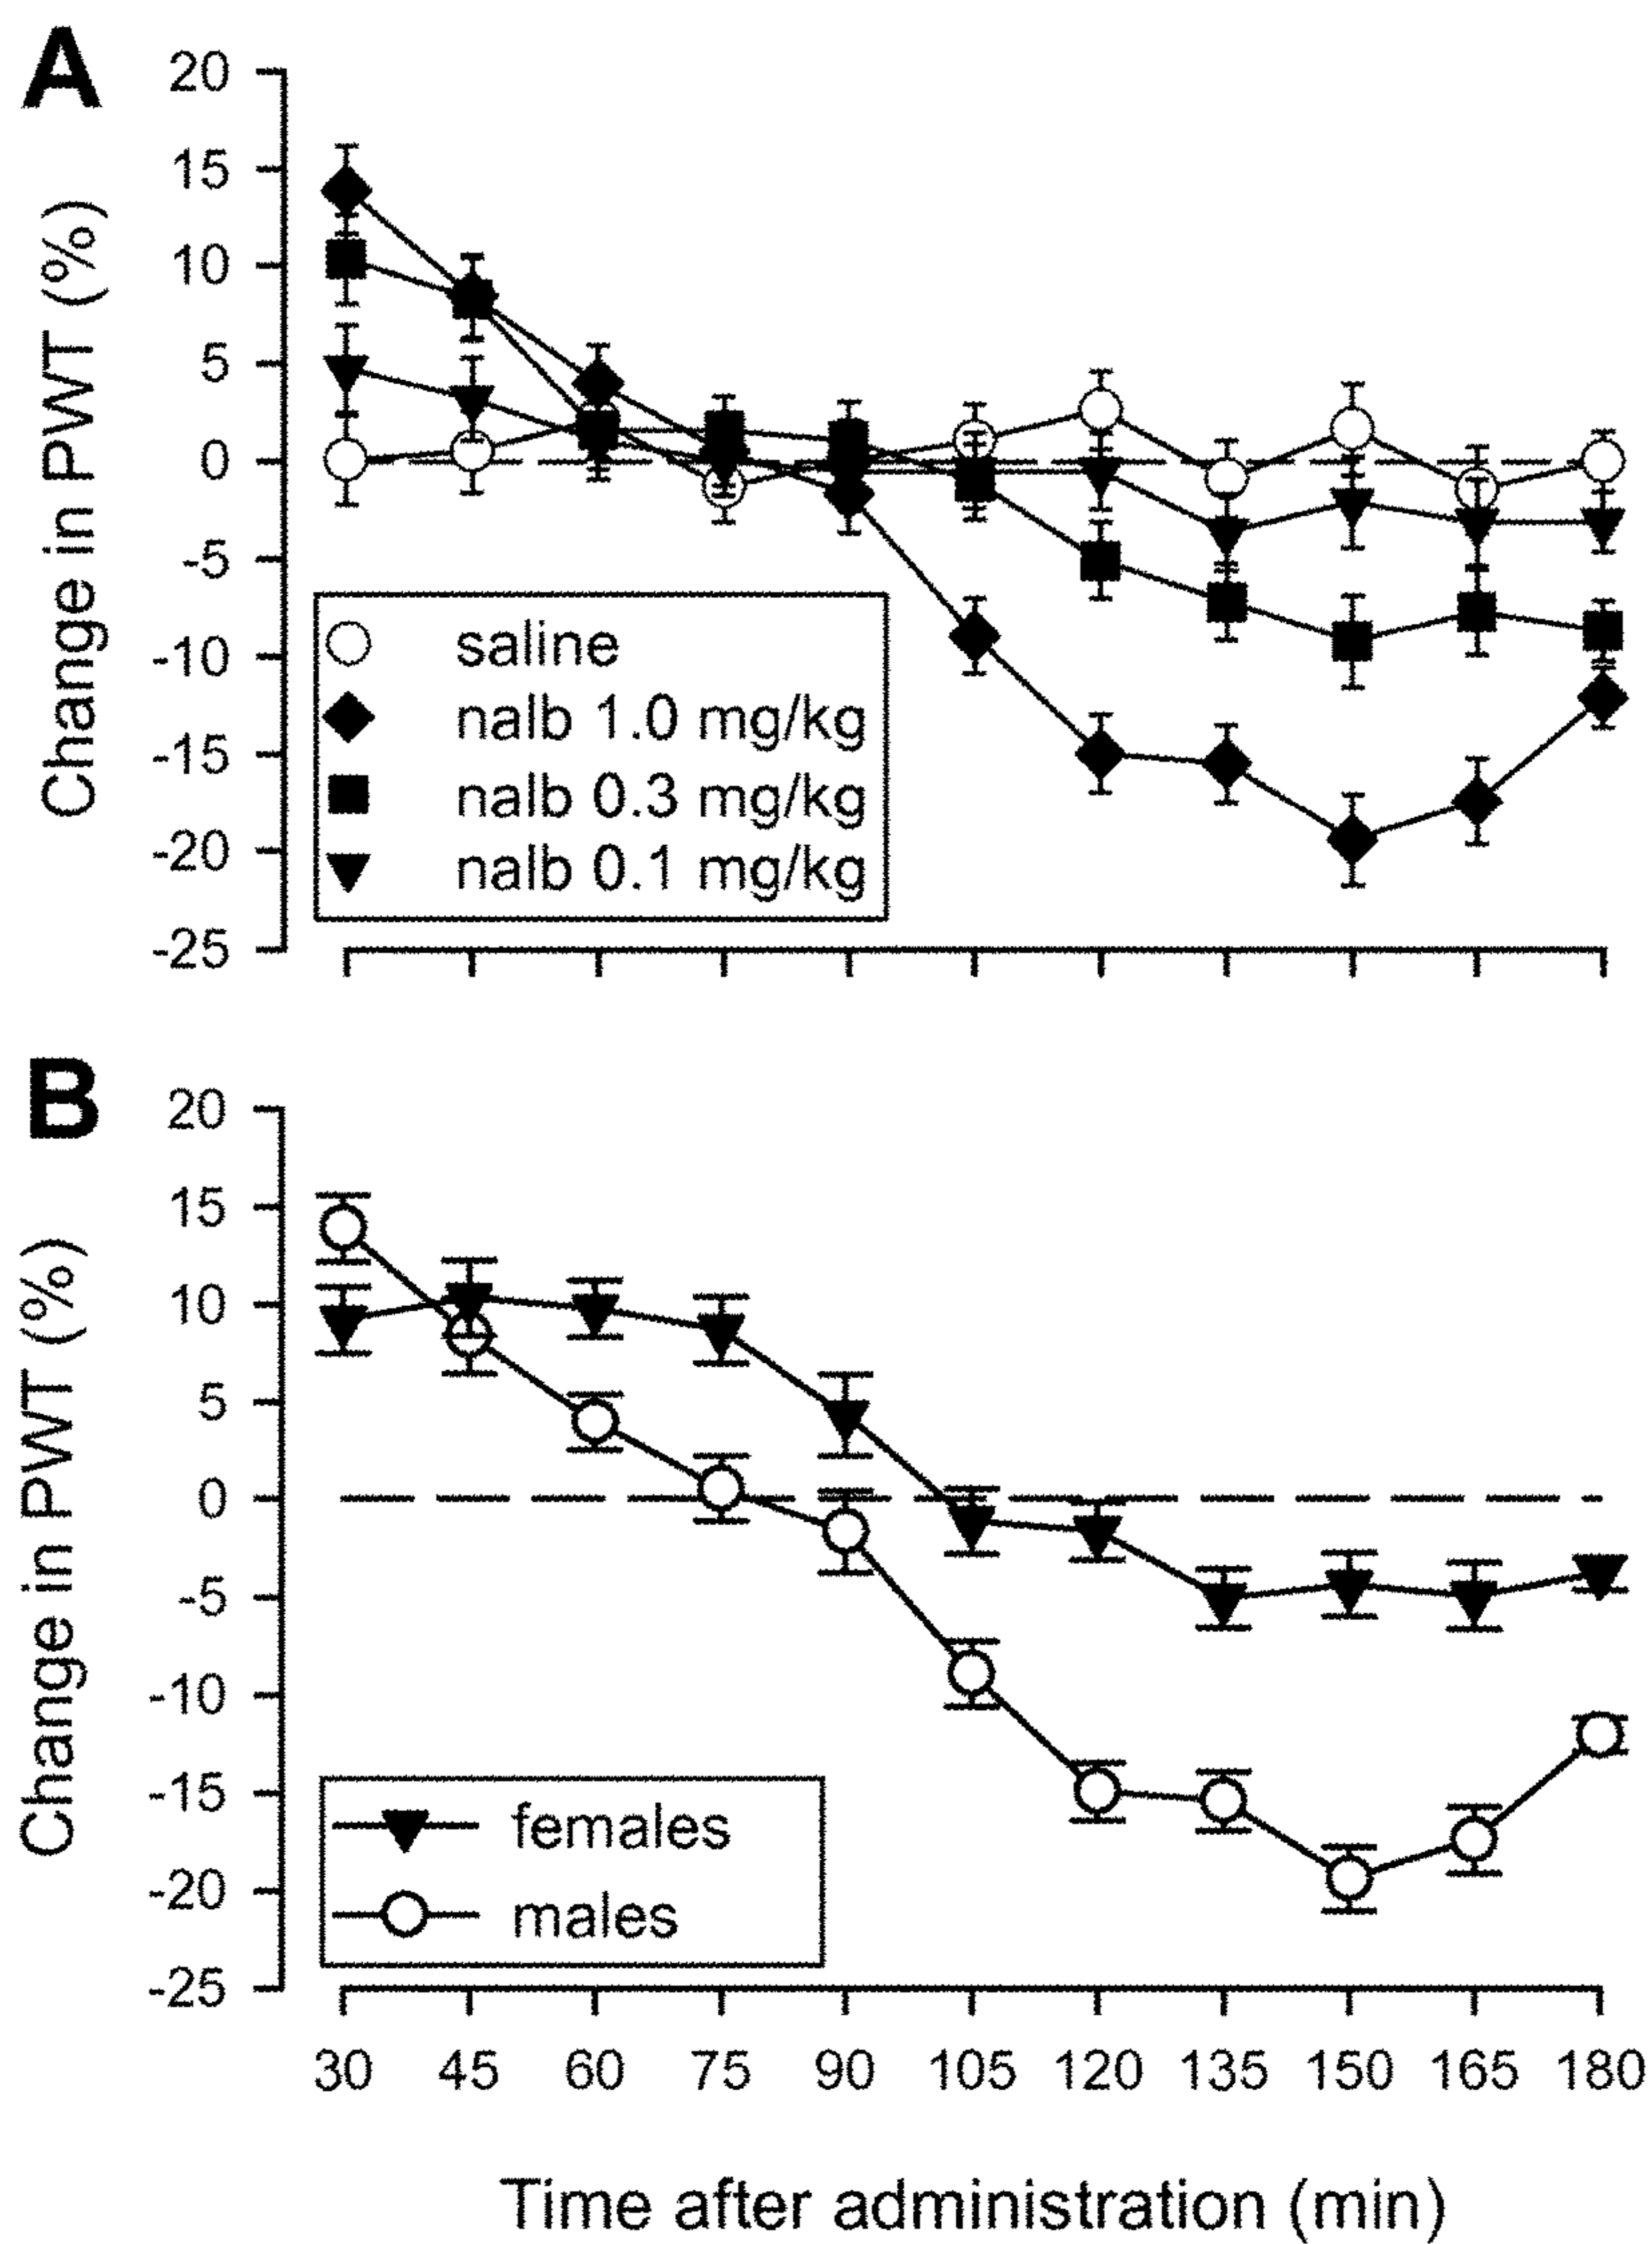 A
20
15
10
5
0
-5
-10
-15
-20
-25
Change in PWT (%)
saline
nalb 1.0 mg/kg
nalb 0.3 mg/kg
nalb 0.1 mg/kg
B
20
15
10
5
0
-5
-10
-15
-20
-25
Change in PWT (%)
females
males
30 45 60 75 90 105 120 135 150 165 180
Time after administration (min)